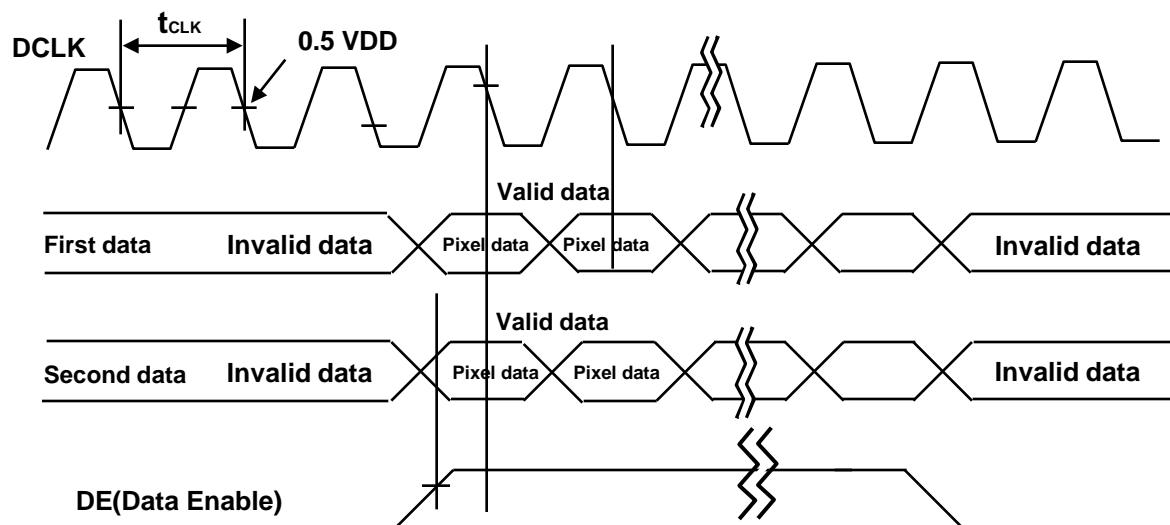 tCLK
DCLK
0.5 VDD
Valid data
First data
Invalid data
Pixel data
Pixel data
Invalid data
Valid data
Second data
Invalid data
Pixel data
Pixel data
Invalid data
DE(Data Enable)